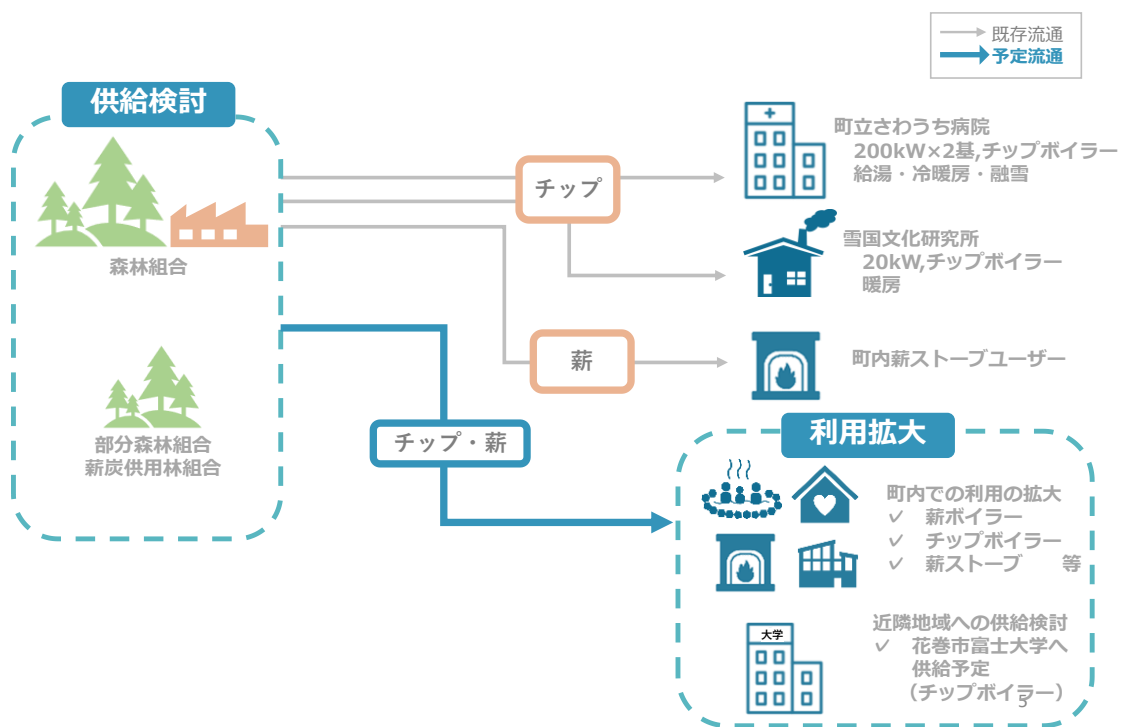 既存流通
予定流通
供給検討
森林組合
部分森林組合
薪炭供用林組合
チップ
薪
チップ・薪
町立さわうち病院
200kW×2基,チップボイラー
給湯・冷暖房・融雪
雪国文化研究所
20kW,チップボイラー
暖房
町内薪ストーブユーザー
利用拡大
町内での利用の拡大
✓ 薪ボイラー
✓ チップボイラー
✓ 薪ストーブ 等
大学
近隣地域への供給検討
✓ 花巻市富士大学へ
供給予定
（チップボイラー）
5